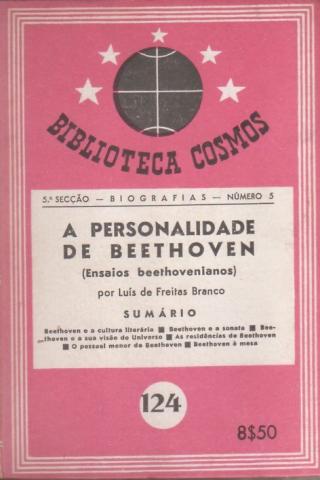 BIBLIOTECA COSMOS
5.ª SECÇÃO — BIOGRAFIAS — NÚMERO 5
A PERSONALIDADE
DE BEETHOVEN
(Ensaios beethovenianos)
por Luís de Freitas Branco
SUMÁRIO
Beethoven e a cultura literária ■ Beethoven e a sonata ■ Bee-
thoven e a sua visão do Universo ■ As residências de Beethoven
■ O pessoal menor de Beethoven ■ Beethoven à mesa
124
8$50